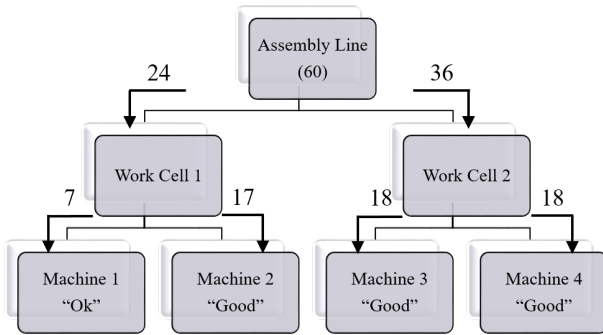 Assembly Line
(60)
24
36
Work Cell 1
Work Cell 2
7
17
18
18
Machine 1
“Ok”
Machine 2
“Good”
Machine 3
“Good”
Machine 4
“Good”